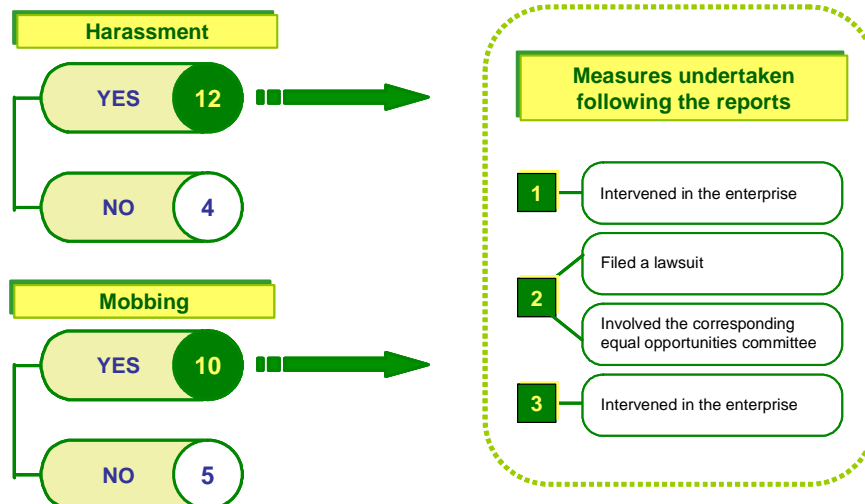 Harassment
YES 12
NO 4
Mobbing
YES 10
NO 5
Measures undertaken
following the reports
1 Intervened in the enterprise
Filed a lawsuit
2
Involved the corresponding
equal opportunities committee
3 Intervened in the enterprise